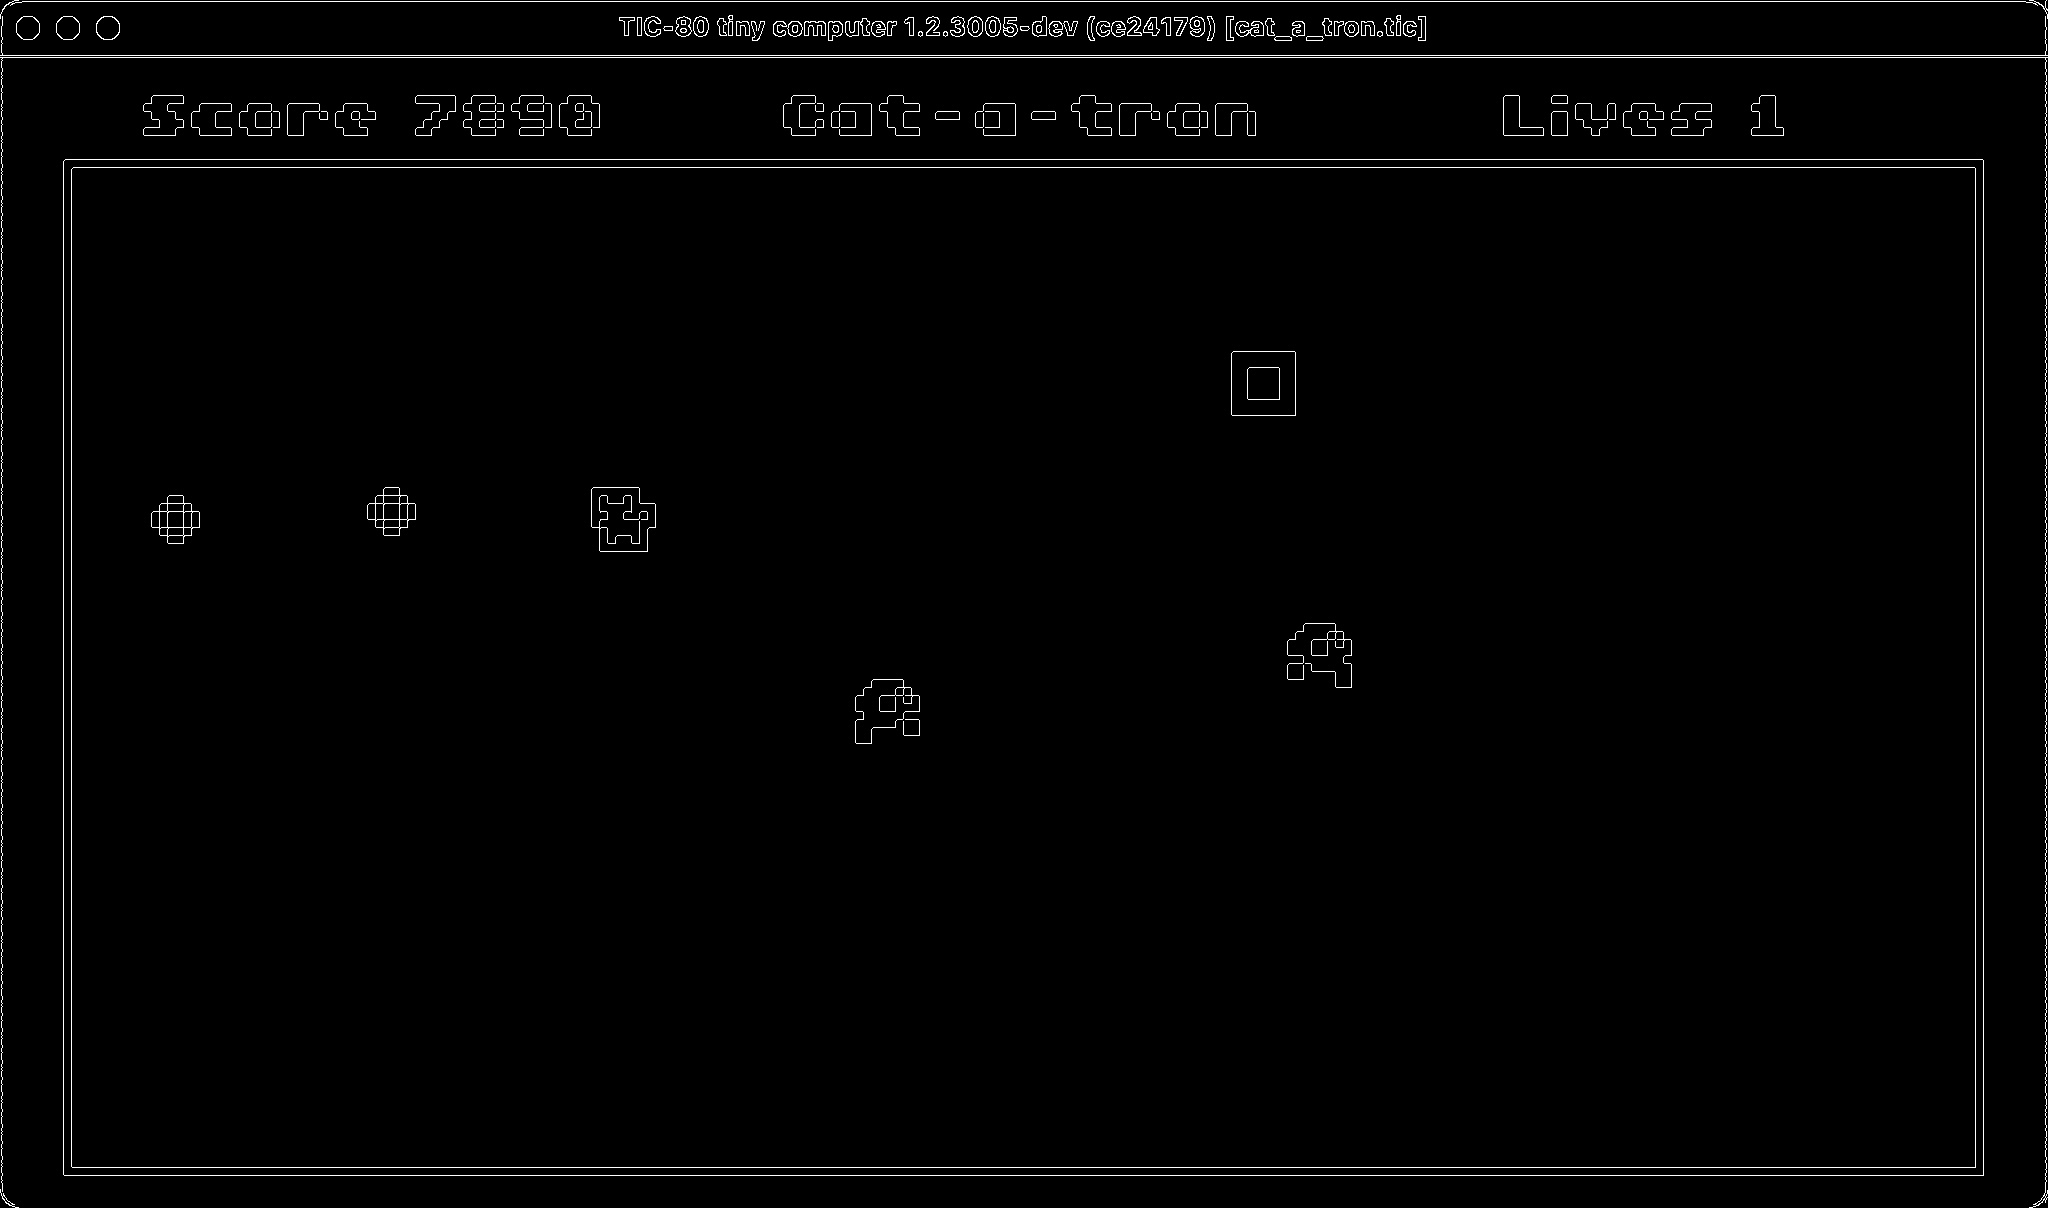 TIC-80 tiny computer 1.2.3005-dev (ce24179) [cat_a_tron.tic]
Score 7890 Cat-a-tron Lives 1